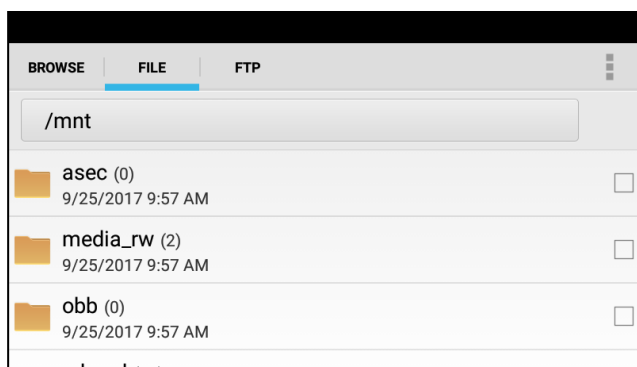 BROWSE FILE FTP
/mnt
asec (0)
9/25/2017 9:57 AM
media_rw (2)
9/25/2017 9:57 AM
obb (0)
9/25/2017 9:57 AM